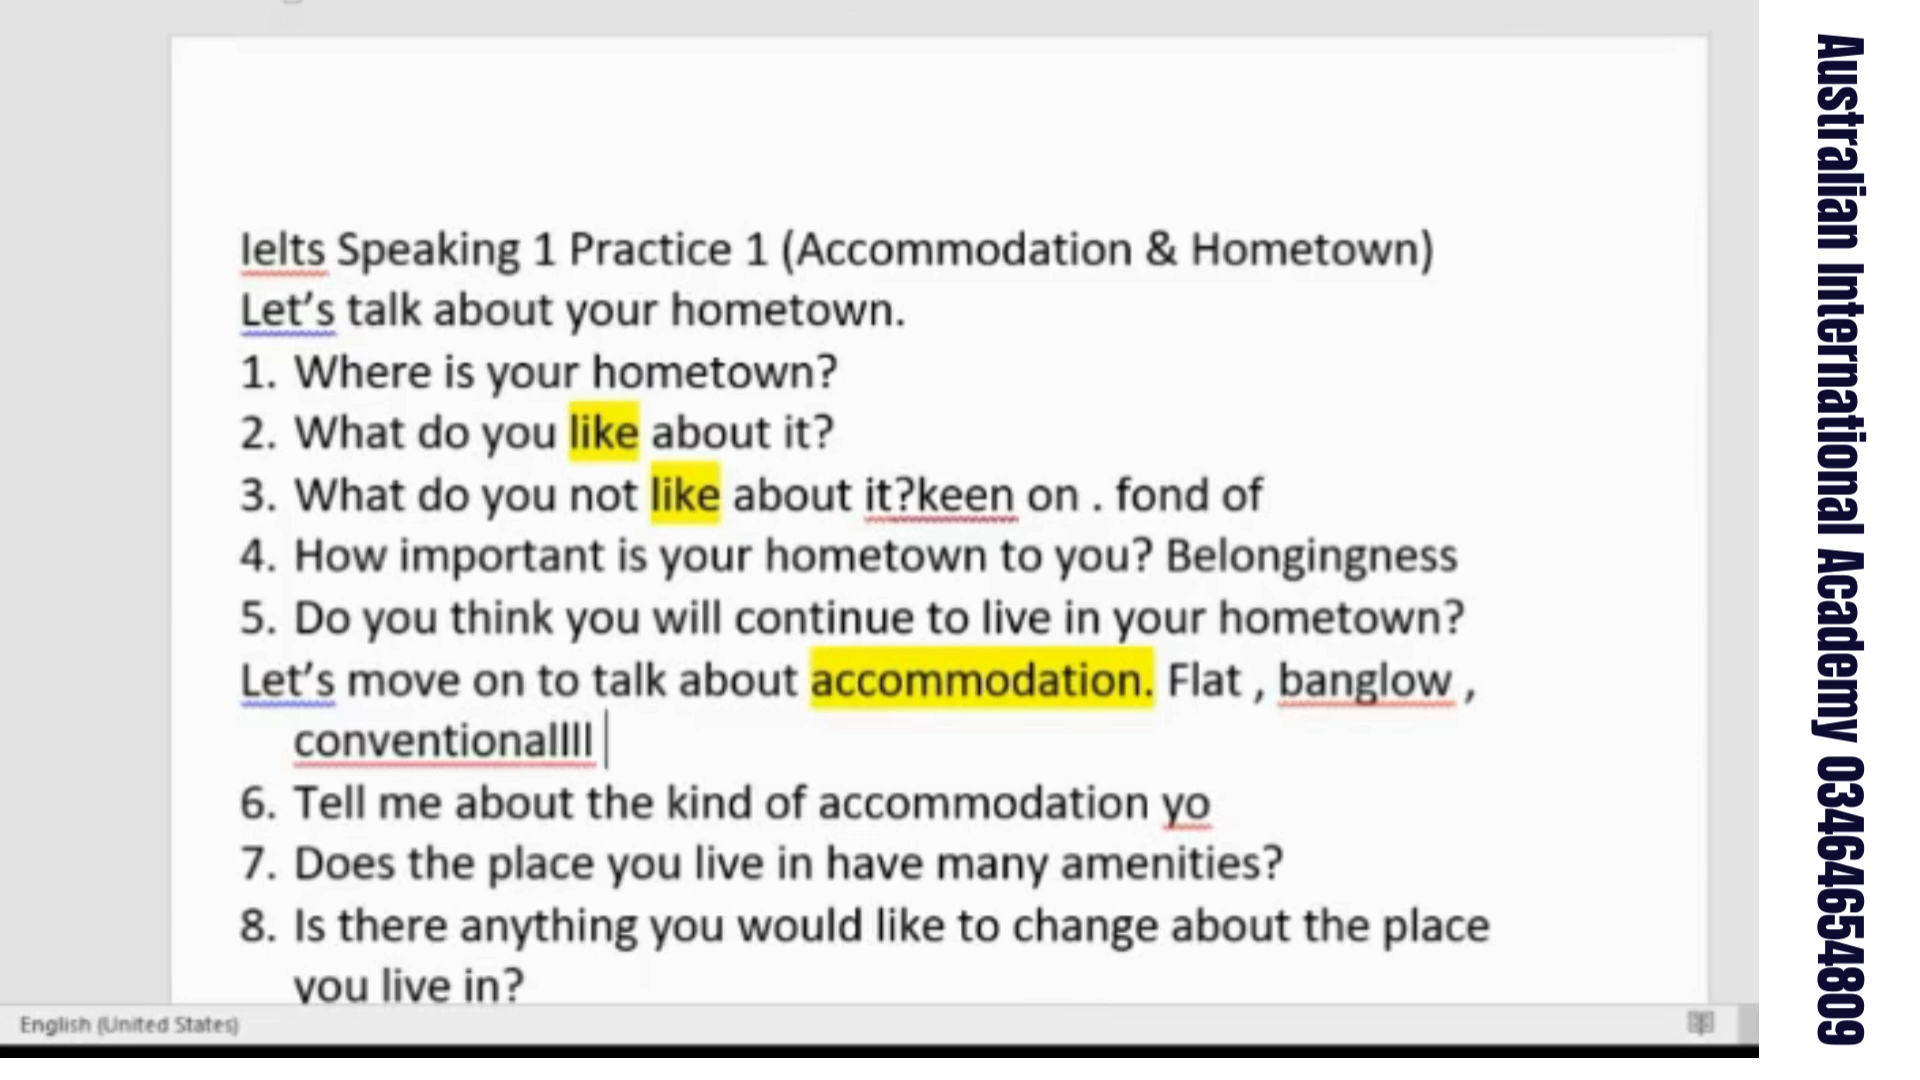 Ielts Speaking 1 Practice 1 (Accommodation & Hometown)
Let’s talk about your hometown.
1. Where is your hometown?
2. What do you like about it?
3. What do you not like about it?keen on . fond of
4. How important is your hometown to you? Belongingness
5. Do you think you will continue to live in your hometown?
Let’s move on to talk about accommodation. Flat , banglow ,
conventionallll
6. Tell me about the kind of accommodation yo
7. Does the place you live in have many amenities?
8. Is there anything you would like to change about the place
you live in?
English (United States)
Australian International Academy 03464654809